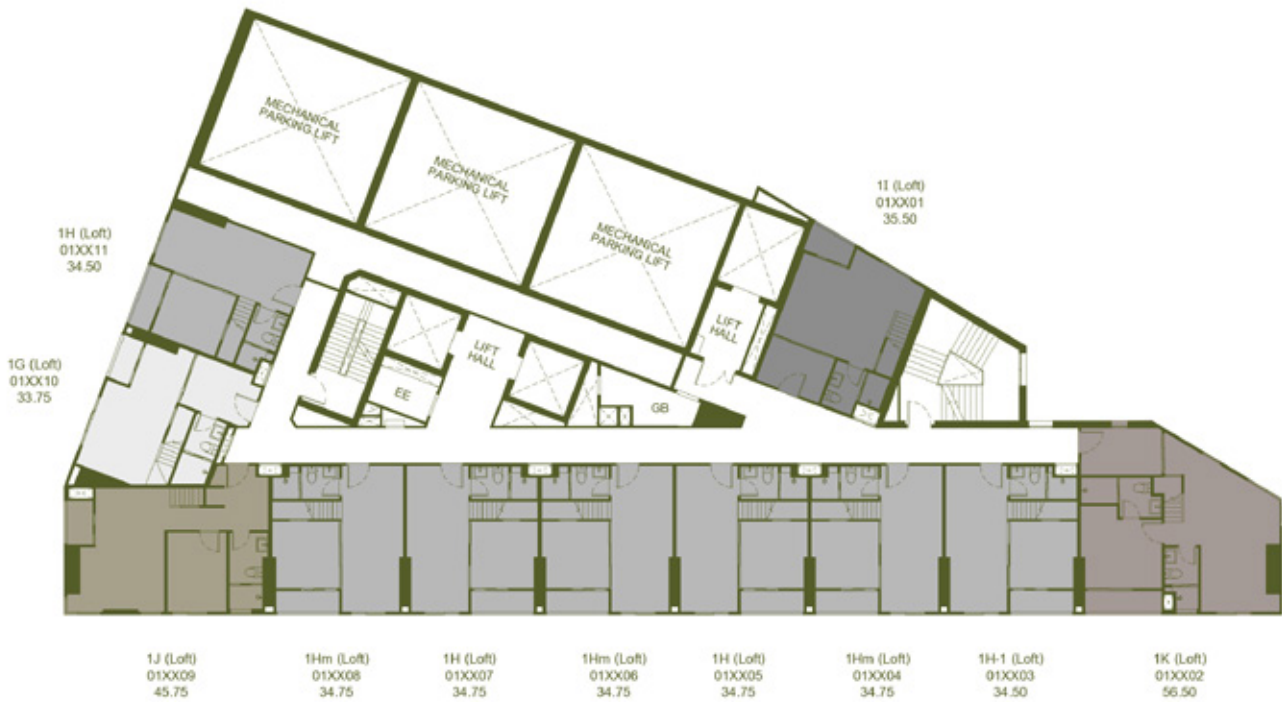 MECHANICAL
PARKING LIFT
MECHANICAL
PARKING LIFT
MECHANICAL
PARKING LIFT
1I (Loft)
01XX01
35.50
1H (Loft)
01XX11
34.50
1G (Loft)
01XX10
33.75
LIFT
HALL
LIFT
HALL
EE
GB
1J (Loft)
01XX09
45.75
1Hm (Loft)
01XX08
34.75
1H (Loft)
01XX07
34.75
1Hm (Loft)
01XX06
34.75
1H (Loft)
01XX05
34.75
1Hm (Loft)
01XX04
34.75
1H-1 (Loft)
01XX03
34.50
1K (Loft)
01XX02
56.50